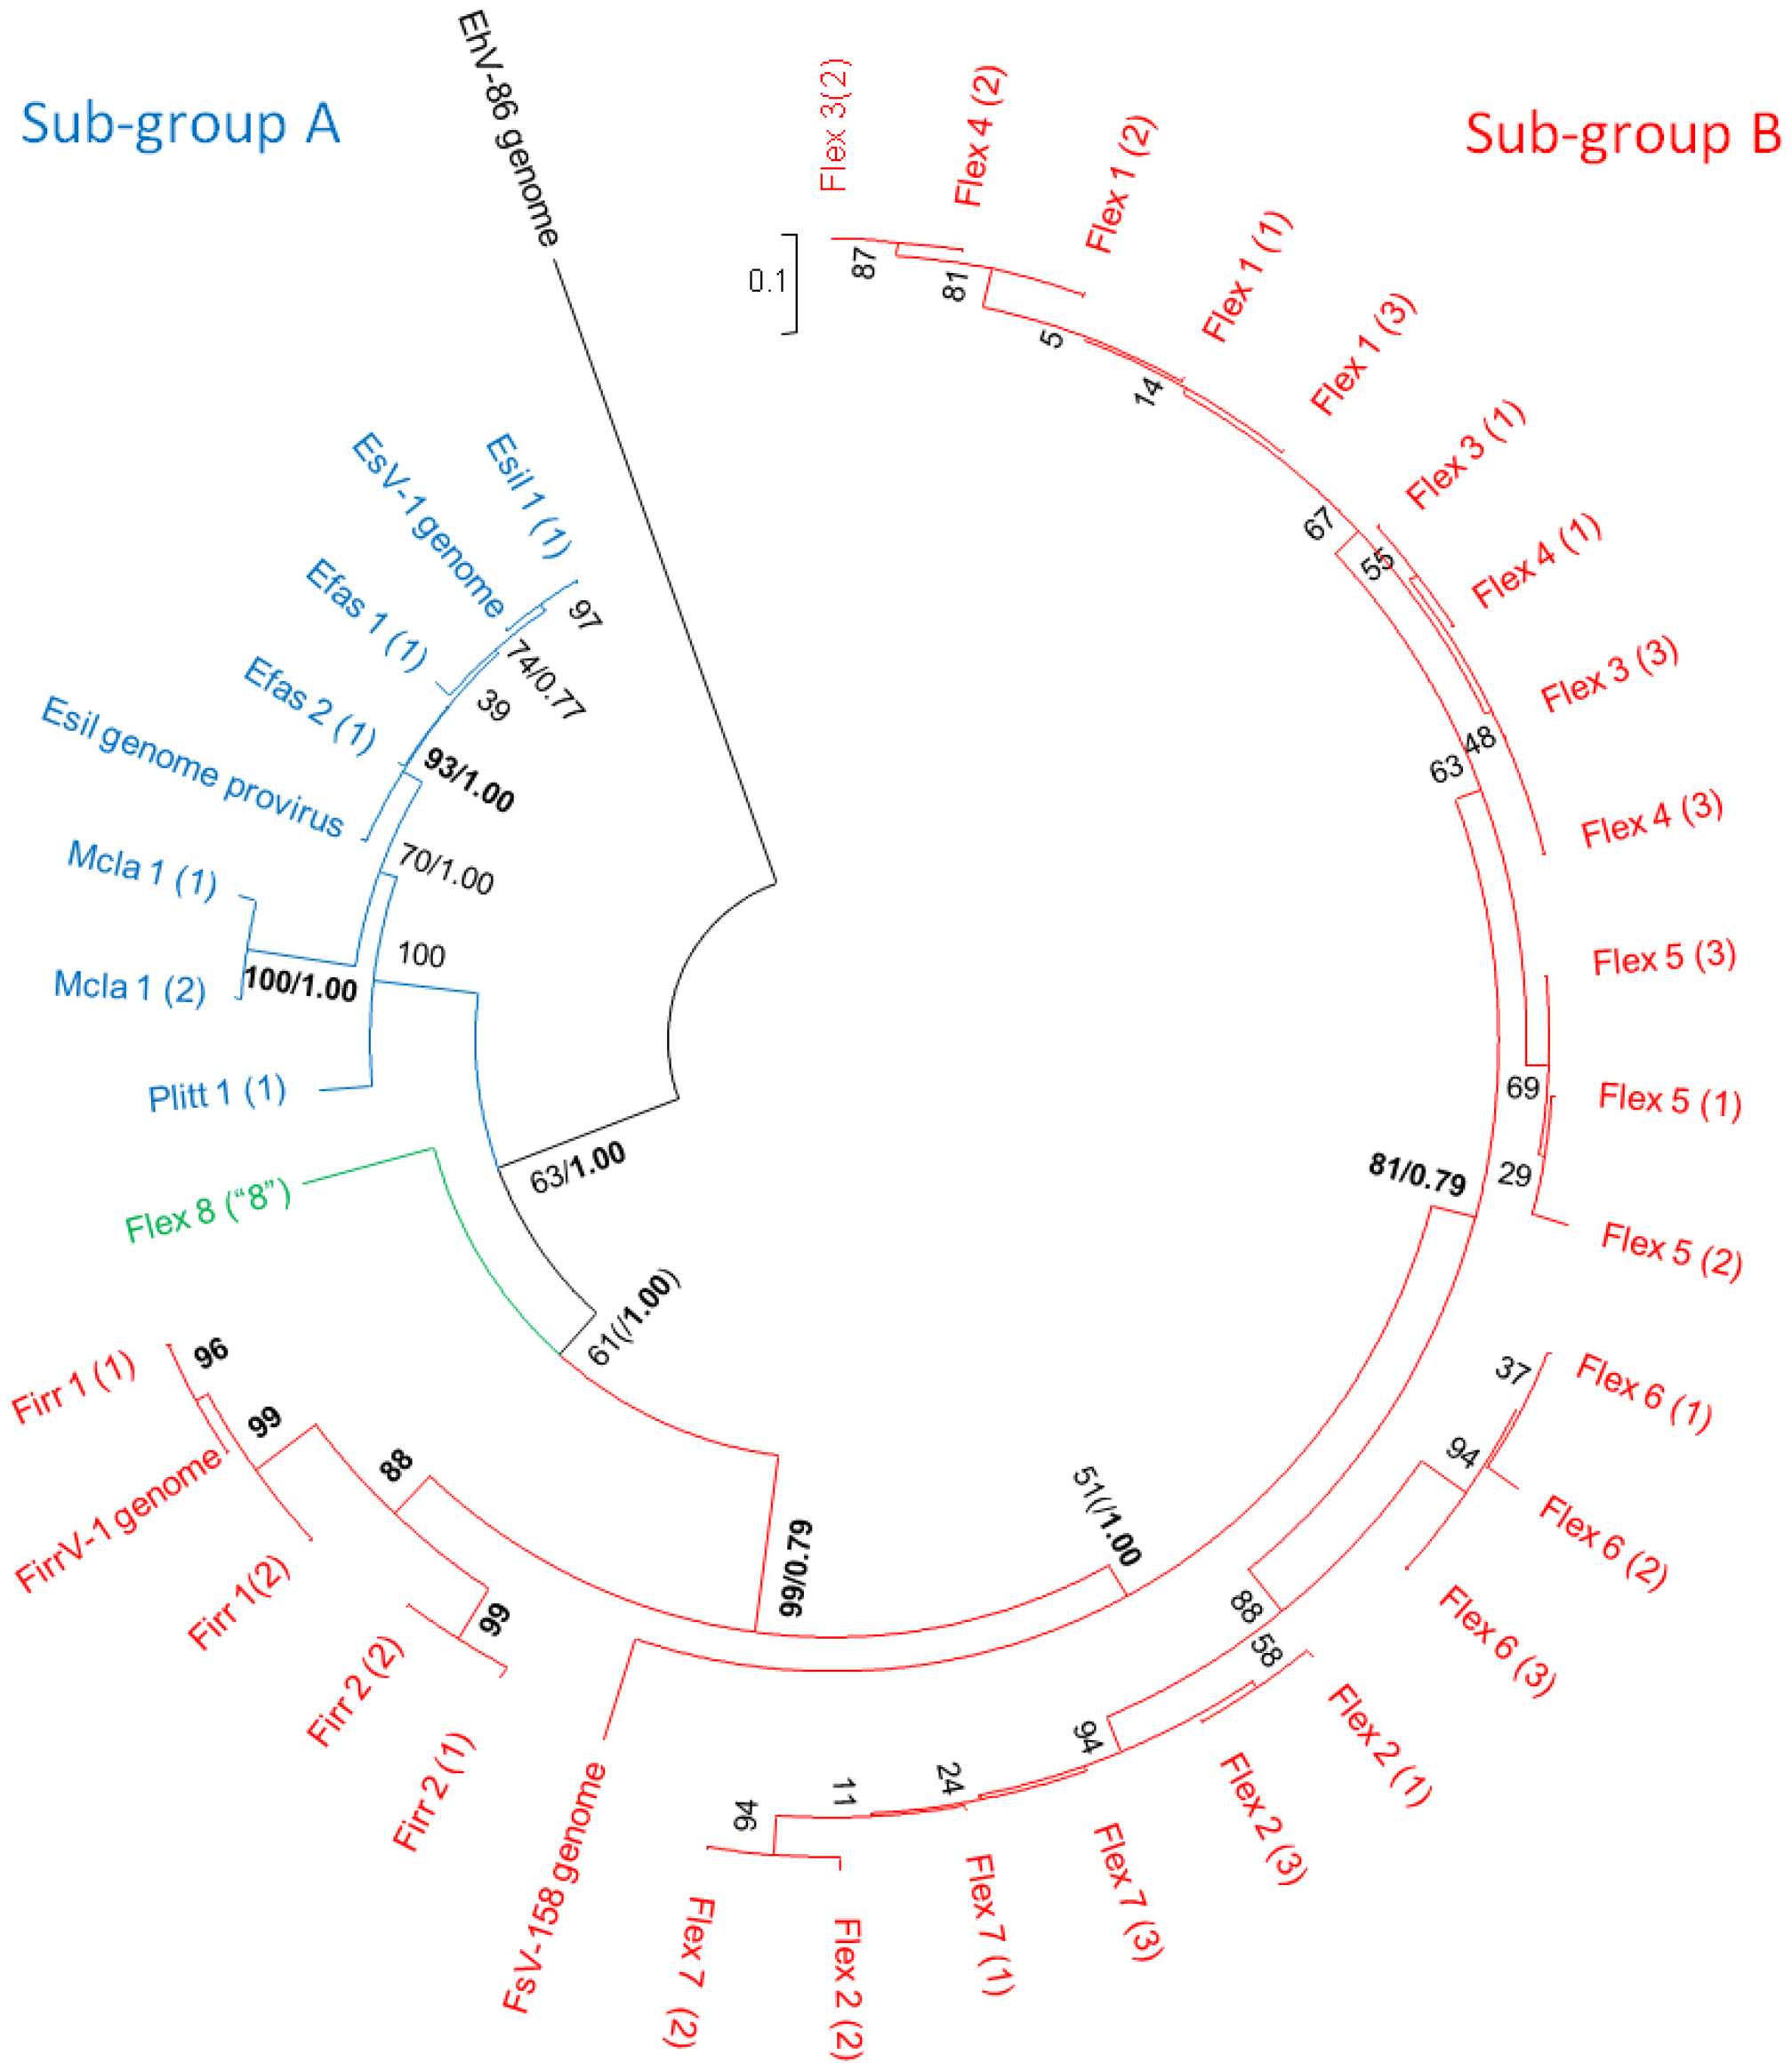 Sub-group A
Sub-group B
EhV-86 genome
0.1
Flex 3(2)
Flex 4 (2)
Flex 1 (2)
Flex 1 (1)
Flex 1 (3)
Flex 3 (1)
Flex 4 (1)
Flex 3 (3)
Flex 4 (3)
Flex 5 (3)
Flex 5 (1)
Flex 5 (2)
Flex 6 (1)
Flex 6 (2)
Flex 6 (3)
Flex 2 (1)
Flex 2 (3)
Flex 7 (3)
Flex 7 (1)
Flex 2 (2)
Flex 7 (2)
FsV-158 genome
Firr 2 (1)
Firr 2 (2)
Firr 1(2)
FirrV-1 genome
Firr 1 (1)
Flex 8 (“8”)
Plitt 1 (1)
Mcla 1 (2)
Mcla 1 (1)
Esil genome provirus
Efas 2 (1)
Efas 1 (1)
EsV-1 genome
Esil 1 (1)
87
81
5
14
67
55
48
63
69
29
81/0.79
37
94
88
58
94
24
11
94
51(/1.00
99/0.79
99
88
99
96
61(/1.00)
63/1.00
100
100/1.00
70/1.00
93/1.00
39
74/0.77
97